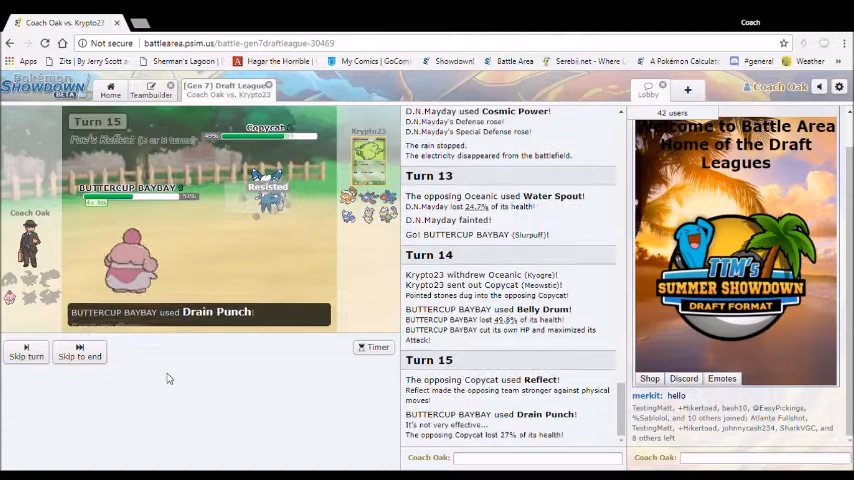 Coach
Coach Oak vs. Krypto23
Not secure
battlearea.psim.us/battle-gen7draftleague-30469
Apps
Zits | By Jerry Scott a
Sherman's Lagoon |
Hagar the Horrible |
My Comics | GoComi
Showdown!
Battle Area
Serebii.net - Where L
A Pokémon Calculat
#general
Weather
Pokémon
SHOWDOWN
BETA
Home
Teambuilder
[Gen 7] Draft League
Coach Oak vs. Krypto23
Lobby
Coach Oak
Turn 15
Foe's Reflect
Copycat
49%
BUTTERCUP BAYBAY
51%
4x Atk
Resisted
Krypto23
Coach Oak
BUTTERCUP BAYBAY used Drain Punch!
Skip turn
Skip to end
Timer
D.N.Mayday used Cosmic Power!
D.N.Mayday's Defense rose!
D.N.Mayday's Special Defense rose!
The rain stopped.
The electricity disappeared from the battlefield.
Turn 13
The opposing Oceanic used Water Spout!
D.N.Mayday lost 24.7% of its health!
D.N.Mayday fainted!
Go! BUTTERCUP BAYBAY (Slurpuff)!
Turn 14
Krypto23 withdrew Oceanic (Kyogre)!
Krypto23 sent out Copycat (Meowstic)!
Pointed stones dug into the opposing Copycat!
BUTTERCUP BAYBAY used Belly Drum!
BUTTERCUP BAYBAY lost 49.8% of its health!
BUTTERCUP BAYBAY cut its own HP and maximized its
Attack!
Turn 15
The opposing Copycat used Reflect!
Reflect made the opposing team stronger against physical
moves!
BUTTERCUP BAYBAY used Drain Punch!
It's not very effective...
The opposing Copycat lost 27% of its health!
Coach Oak:
42 users
Welcome to Battle Area
Home of the Draft
Leagues
TTM's
SUMMER SHOWDOWN
DRAFT FORMAT
Shop
Discord
Emotes
merkit: hello
TestingMatt, +Hikertoad, bash10, @EasyPickings,
%Sablolol, and 10 others joined; Atlanta Fullshot,
TestingMatt, +Hikertoad, johnnycash234, SharkVGC, and
8 others left
Coach Oak: